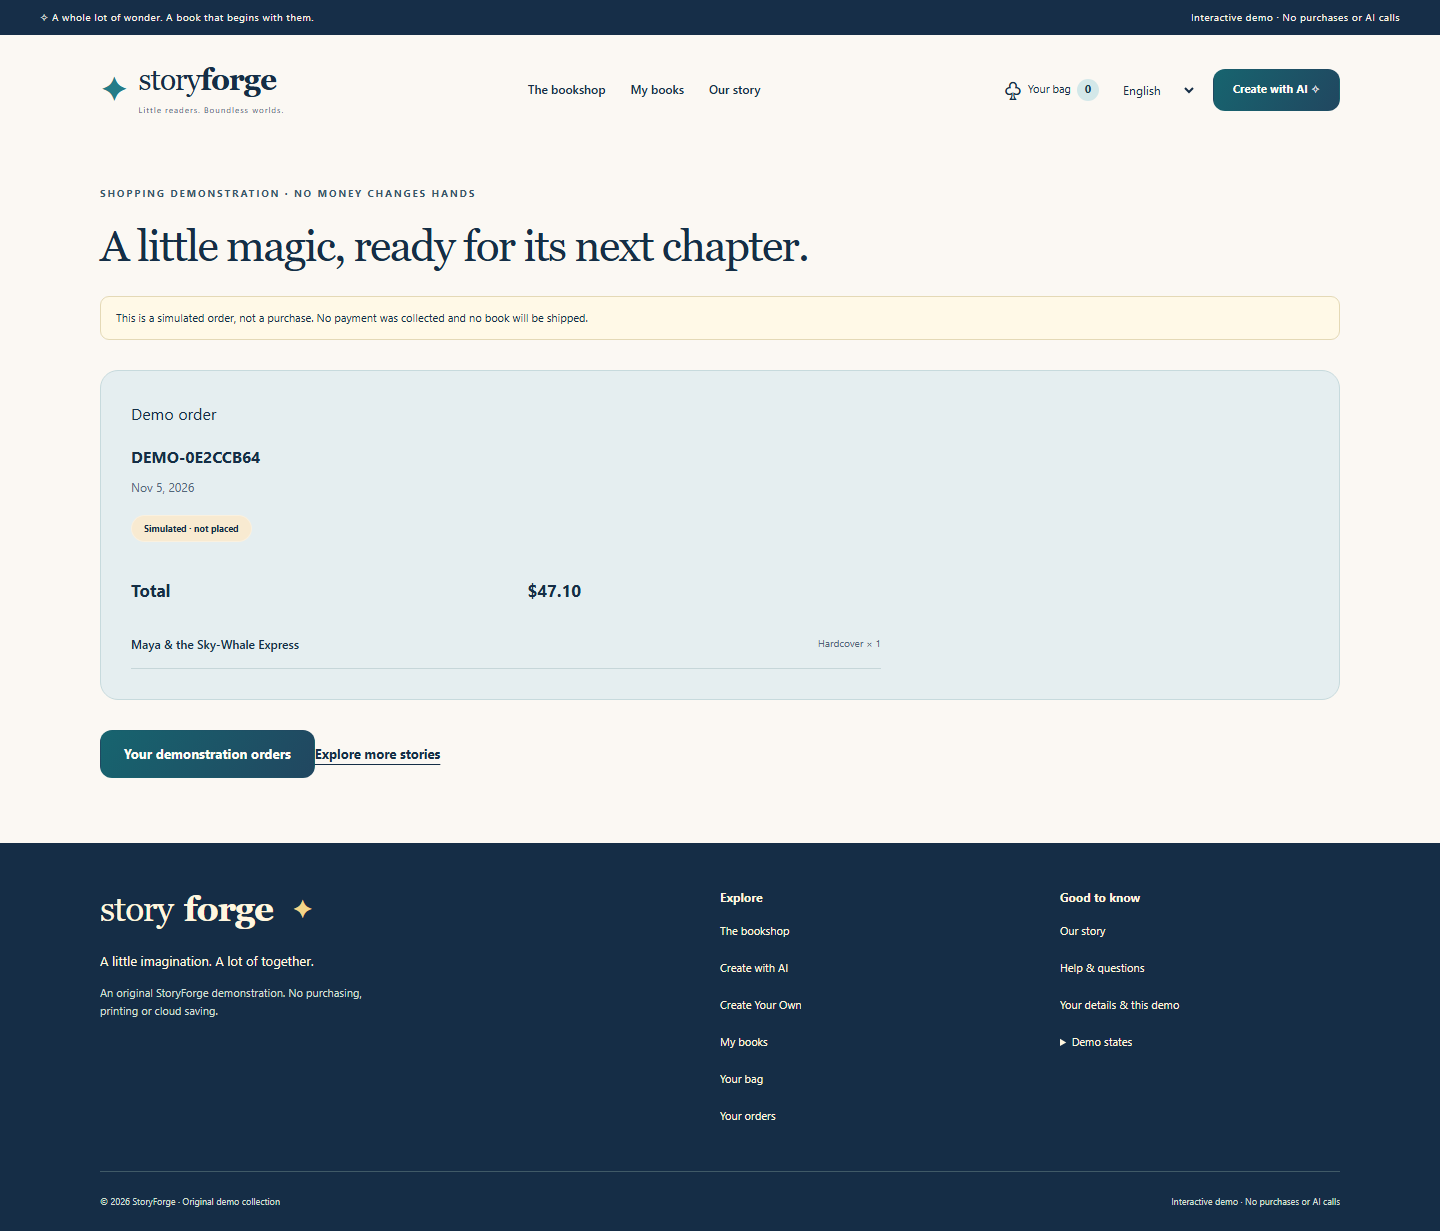 ✧ A whole lot of wonder. A book that begins with them.
Interactive demo · No purchases or AI calls
storyforge
Little readers. Boundless worlds.
The bookshop
My books
Our story
Your bag 0
English
Create with AI ✧
SHOPPING DEMONSTRATION · NO MONEY CHANGES HANDS
A little magic, ready for its next chapter.
This is a simulated order, not a purchase. No payment was collected and no book will be shipped.
Demo order
DEMO-0E2CCB64
Nov 5, 2026
Simulated · not placed
Total $47.10
Maya & the Sky-Whale Express Hardcover × 1
Your demonstration orders
Explore more stories
story forge
A little imagination. A lot of together.
An original StoryForge demonstration. No purchasing,
printing or cloud saving.
Explore
The bookshop
Create with AI
Create Your Own
My books
Your bag
Your orders
Good to know
Our story
Help & questions
Your details & this demo
Demo states
© 2026 StoryForge · Original demo collection
Interactive demo · No purchases or AI calls